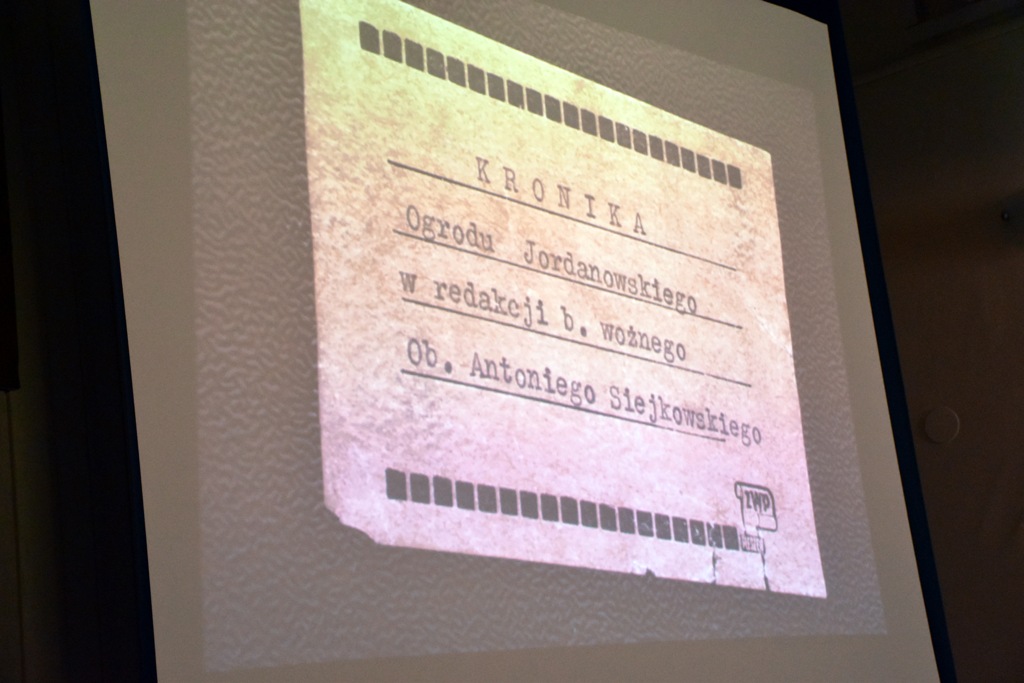 KRONIKA
Ogrodu Jordanowskiego
w redakcji b. woźnego
Ob. Antoniego Siejkowskiego
TWP